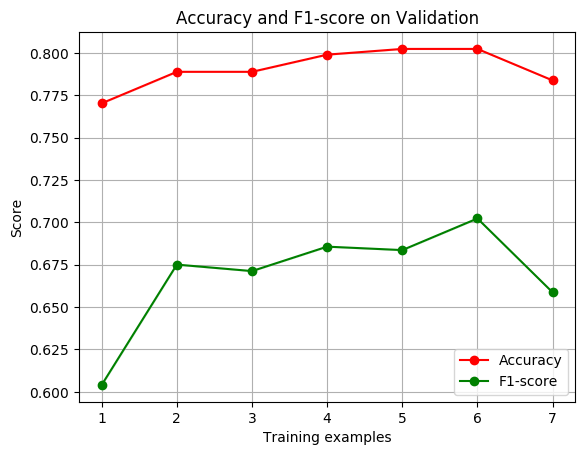 Accuracy and F1-score on Validation
0.800
0.775
0.750
0.725
0.700
0.675
0.650
0.625
0.600
Score
1 2 3 4 5 6 7
Training examples
Accuracy
F1-score